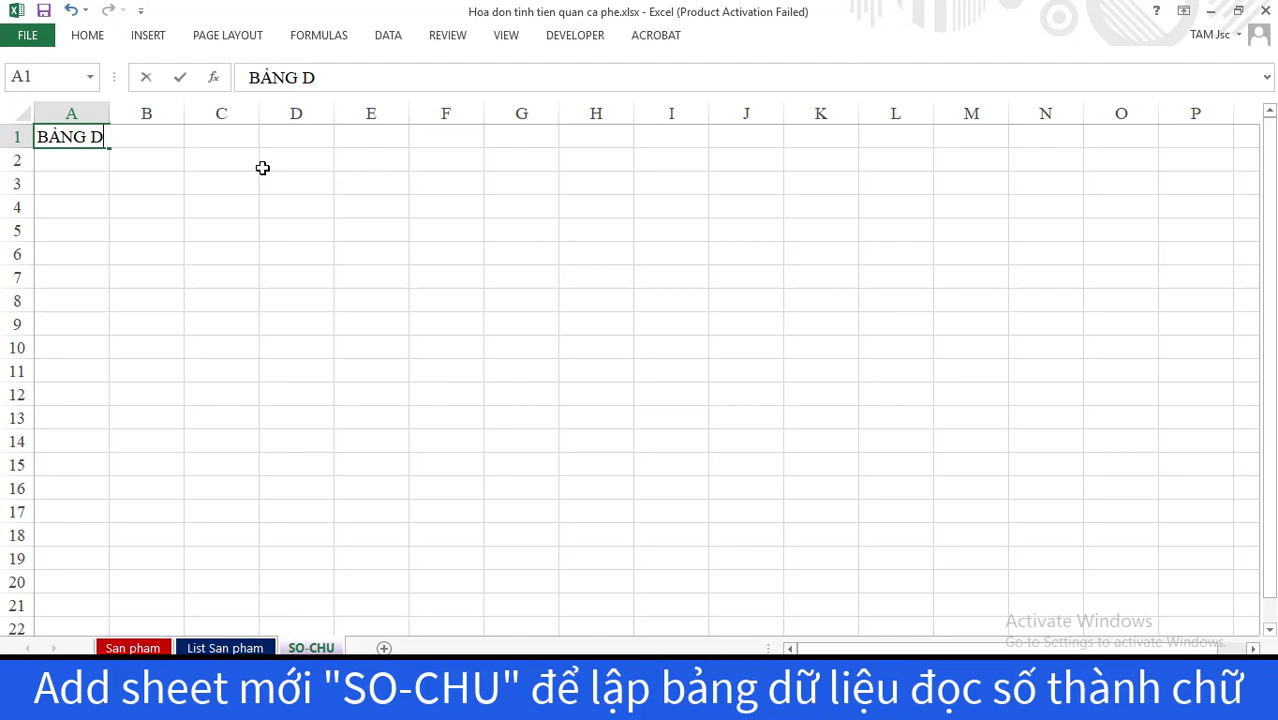 Hoa don tinh tien quan ca phe.xlsx - Excel (Product Activation Failed)
FILE HOME INSERT PAGE LAYOUT FORMULAS DATA REVIEW VIEW DEVELOPER ACROBAT TAM Jsc
A1 fx BẢNG D
A B C D E F G H I J K L M N O P
1 BẢNG D
2
3
4
5
6
7
8
9
10
11
12
13
14
15
16
17
18
19
20
21
22
Activate Windows
Go to Settings to activate Windows.
San pham List San pham SO-CHU
Add sheet mới "SO-CHU" để lập bảng dữ liệu đọc số thành chữ